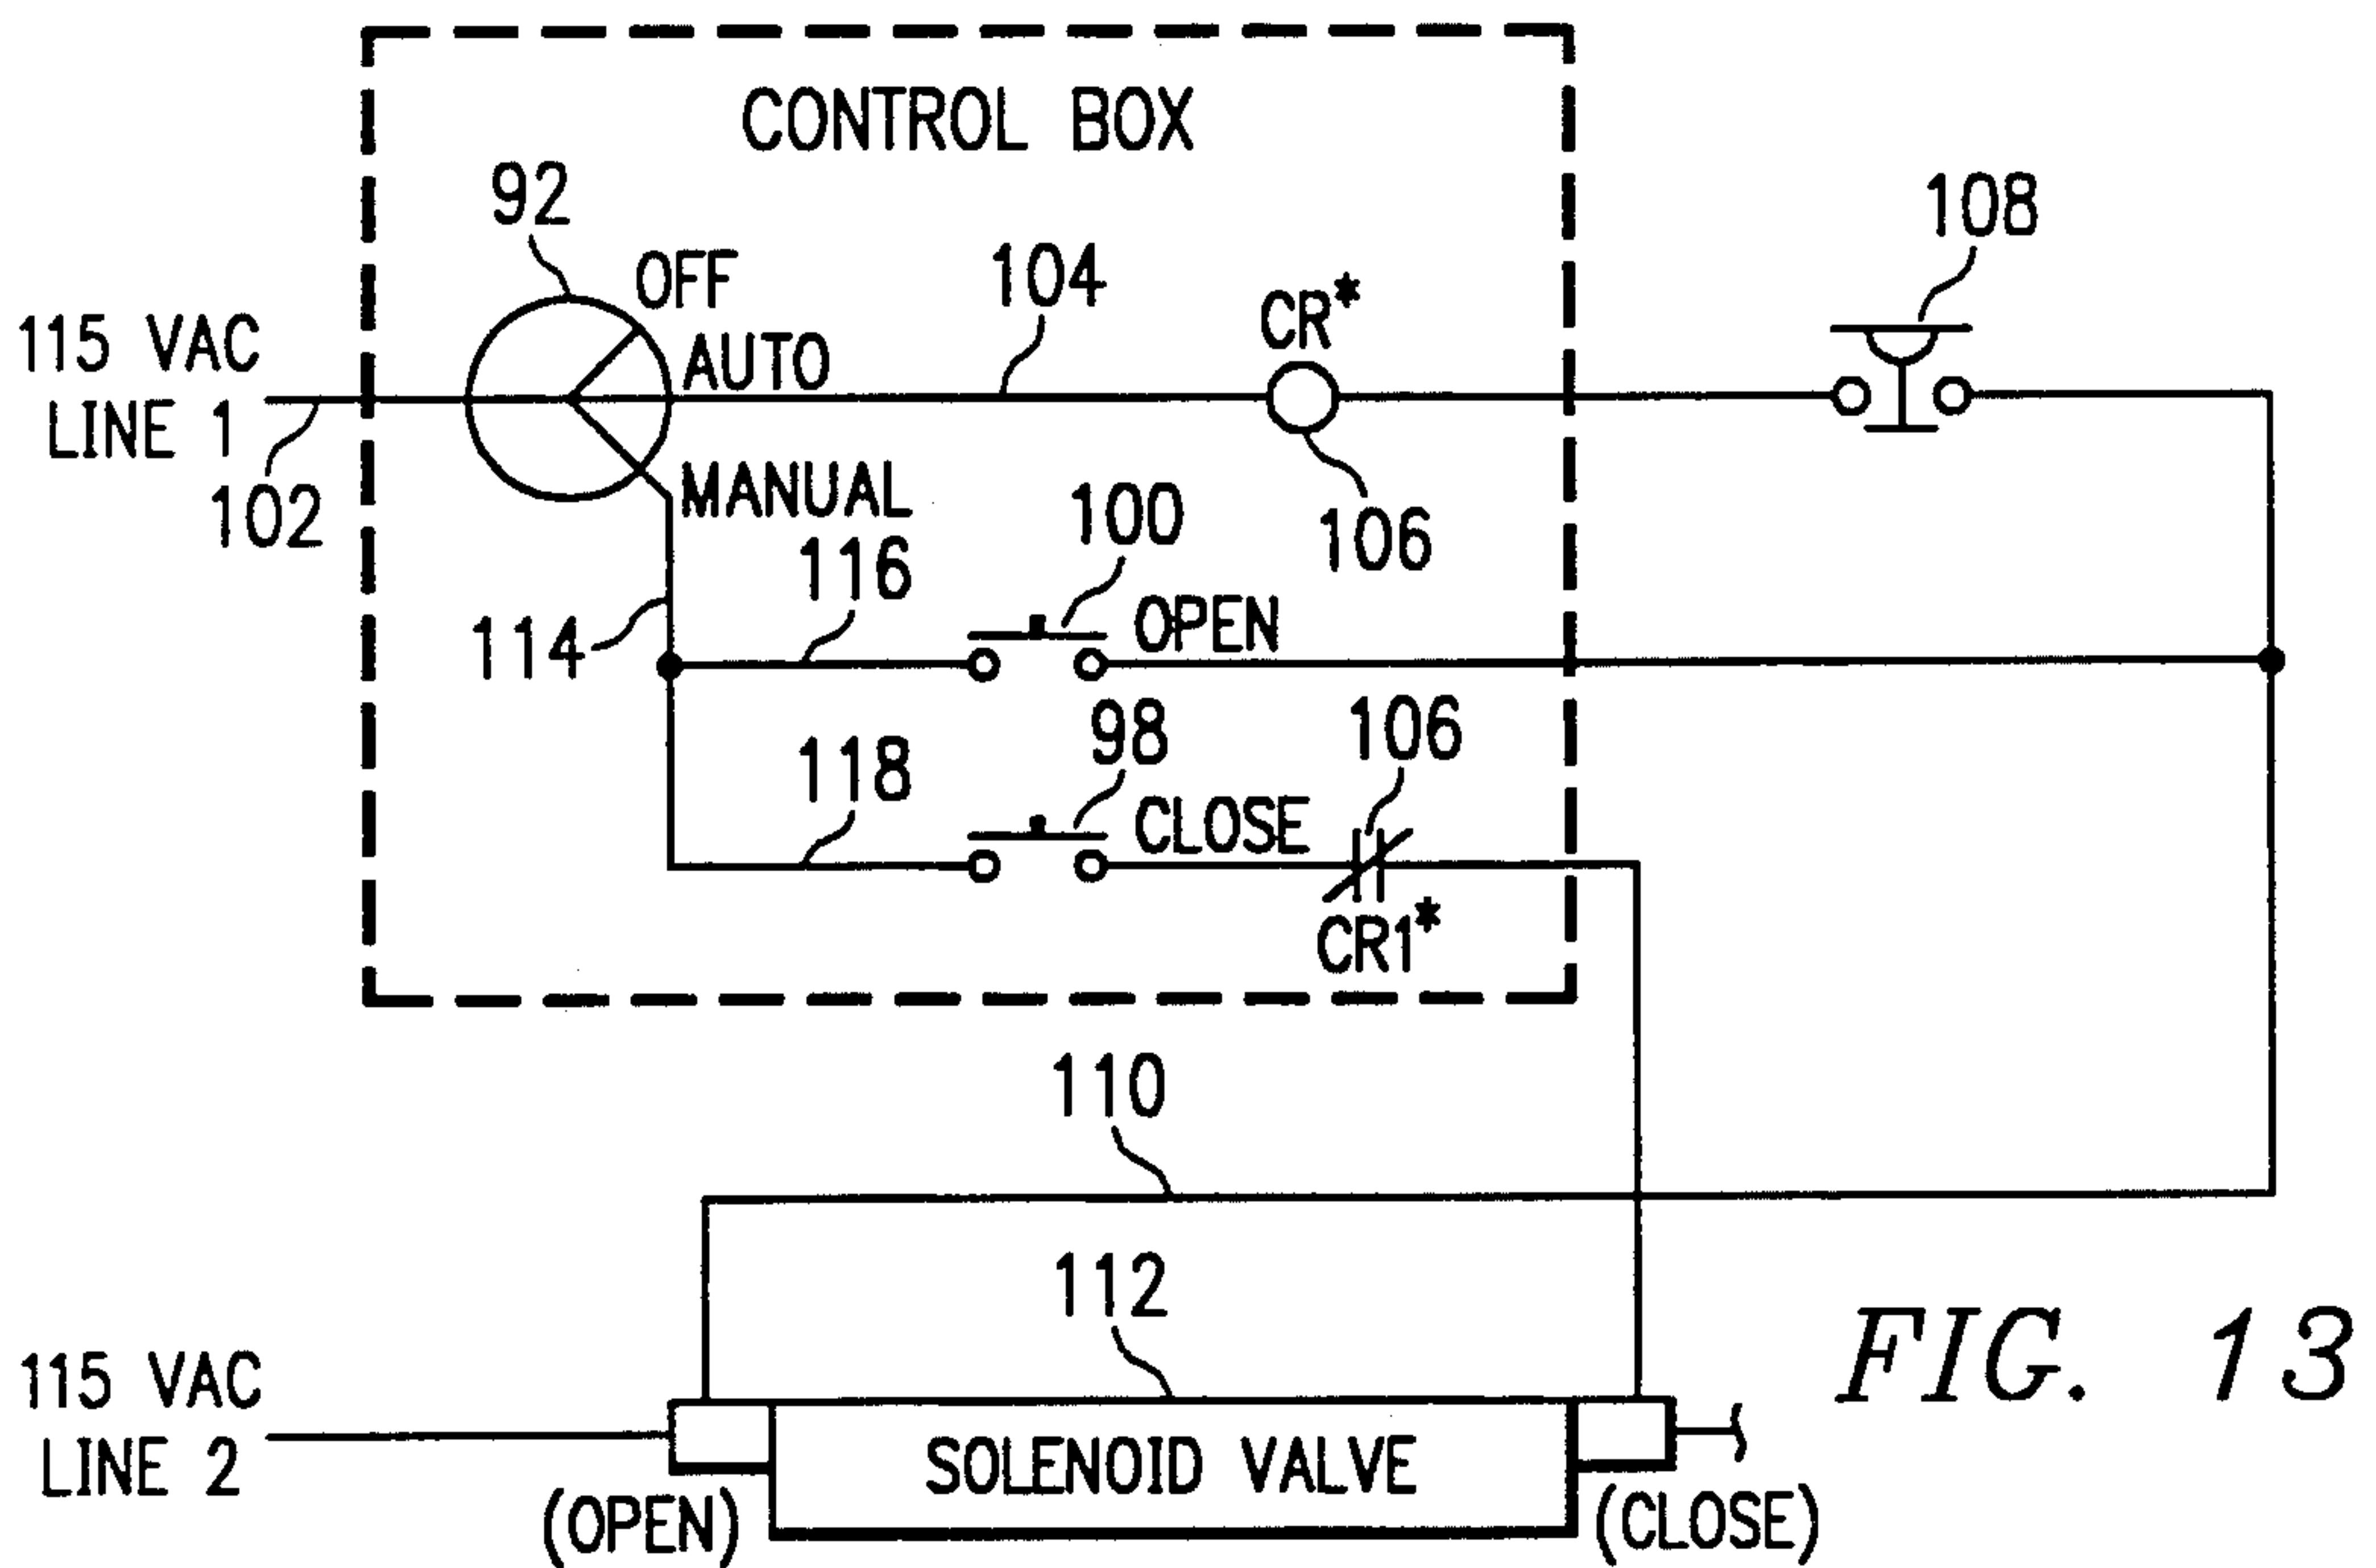 CONTROL BOX
92
108
OFF
104
CR*
115 VAC
LINE 1
AUTO
102
MANUAL
100
106
116
OPEN
114
98
106
118
CLOSE
CR1*
110
112
115 VAC
LINE 2
SOLENOID VALVE
(OPEN)
(CLOSE)
FIG. 13